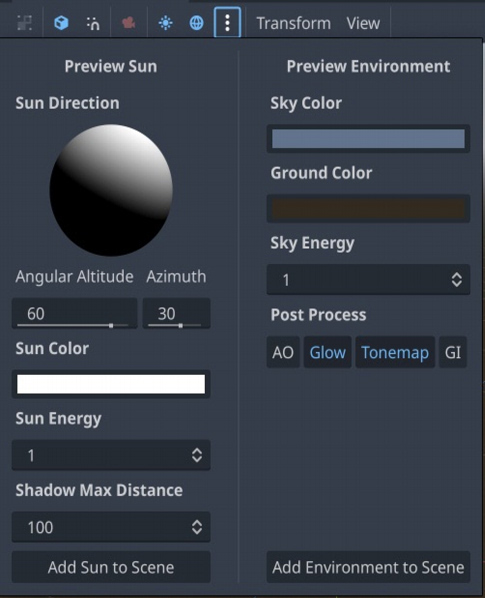 Transform View
Preview Sun
Sun Direction
Angular Altitude Azimuth
60 30
Sun Color
Sun Energy
1
Shadow Max Distance
100
Add Sun to Scene
Preview Environment
Sky Color
Ground Color
Sky Energy
1
Post Process
AO Glow Tonemap GI
Add Environment to Scene